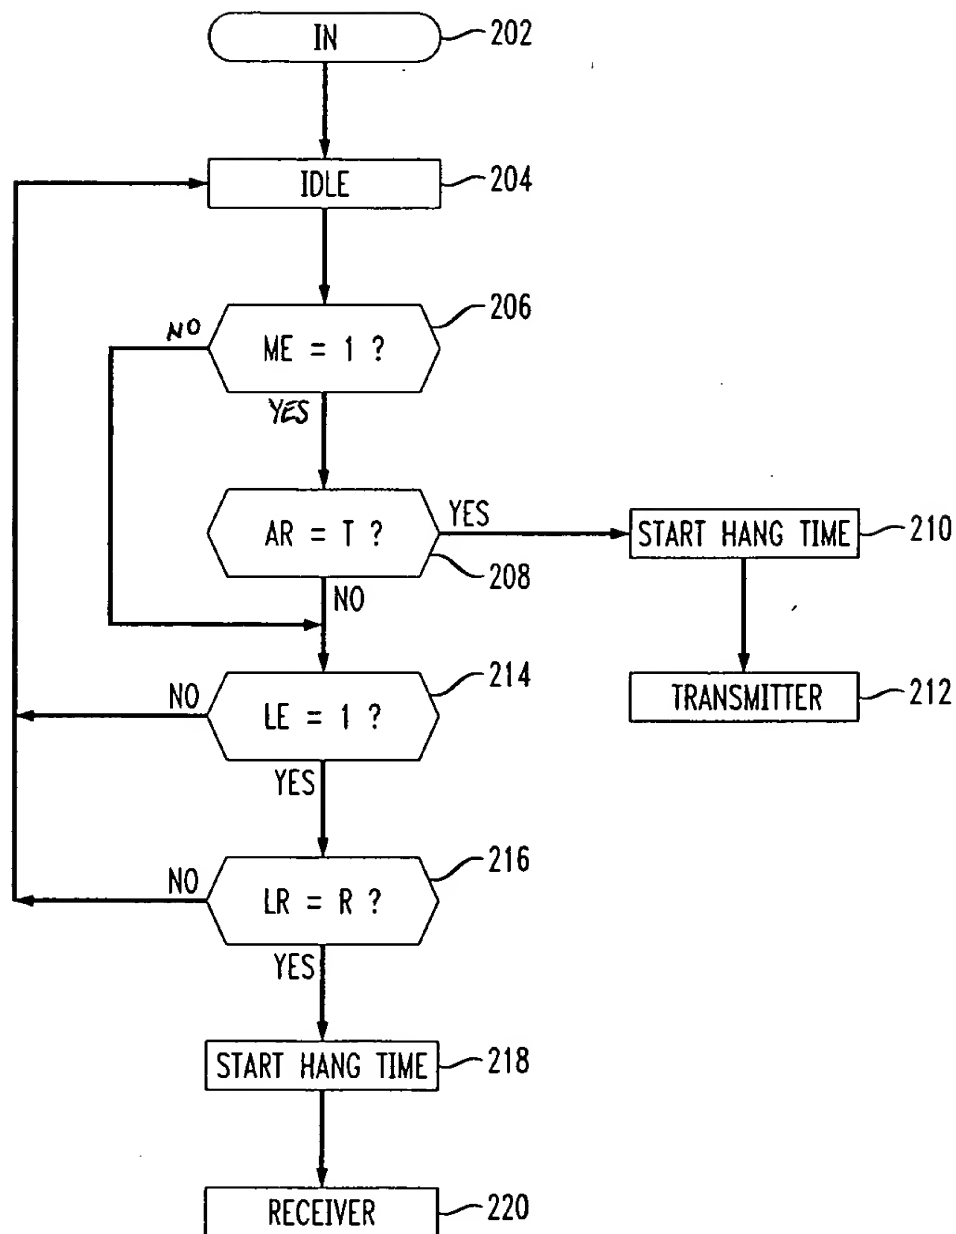 IN
202
IDLE
204
206
NO
ME = 1 ?
YES
AR = T ?
YES
208
NO
START HANG TIME
210
TRANSMITTER
212
214
NO
LE = 1 ?
YES
216
NO
LR = R ?
YES
START HANG TIME
218
RECEIVER
220